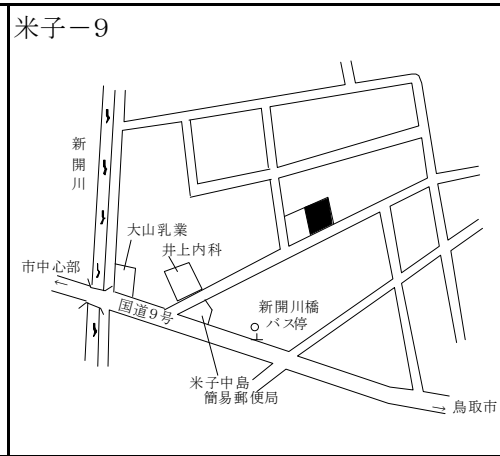 米子－9
新開川
大山乳業
井上内科
市中心部
←
国道9号
新開川橋
バス停
米子中島
簡易郵便局
→ 鳥取市